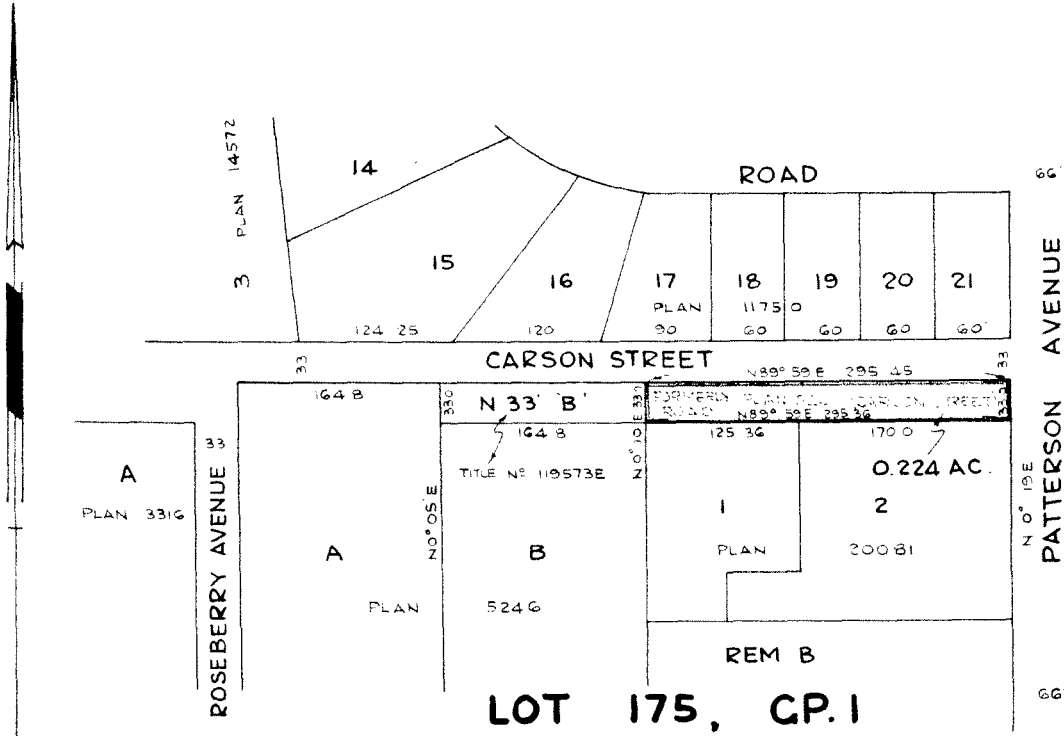 14
PLAN 14572
3
ROAD
66'
15
16
17
18
19
20
21
PLAN 11750
124.25
120
90
60
60
60
60'
PATTERSON AVENUE
33
CARSON STREET
33
N89°59'E 295.45
164.8
33.0
N 33' 'B'
33.0
ROAD
N89°59'E 295.36
33.0
164.8
125.36
170.0
TITLE Nº 119573E
0.224 AC.
33
A
PLAN 3316
ROSEBERRY AVENUE
N 0° 05' E
1
2
N 0° 19' E
A
B
PLAN 20081
PLAN 5246
REM B
LOT 175, GP. 1
66'